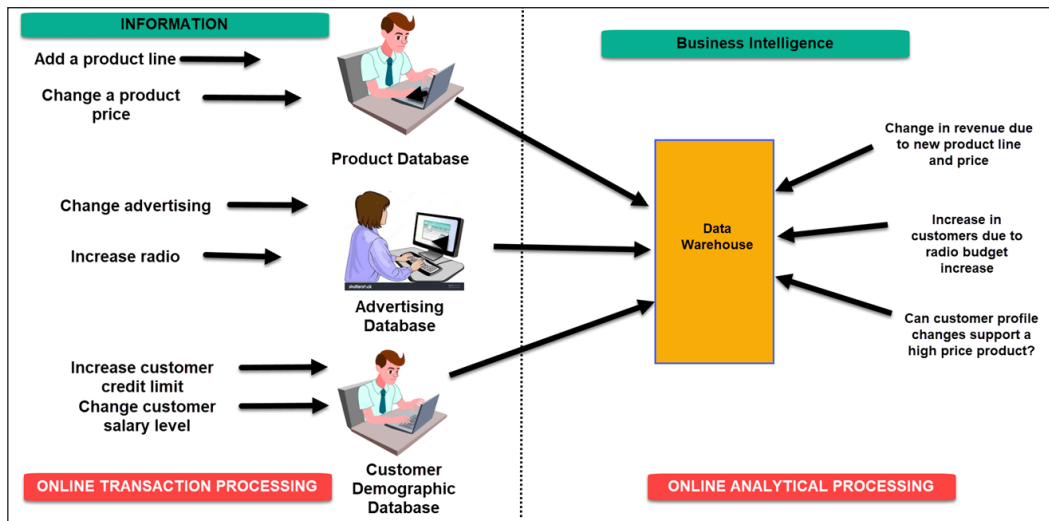 INFORMATION
Add a product line
Change a product
price
Product Database
Change advertising
Increase radio
shutterstock
Advertising
Database
Increase customer
credit limit
Change customer
salary level
Customer
Demographic
Database
ONLINE TRANSACTION PROCESSING
Business Intelligence
Data
Warehouse
Change in revenue due
to new product line
and price
Increase in
customers due to
radio budget
increase
Can customer profile
changes support a
high price product?
ONLINE ANALYTICAL PROCESSING